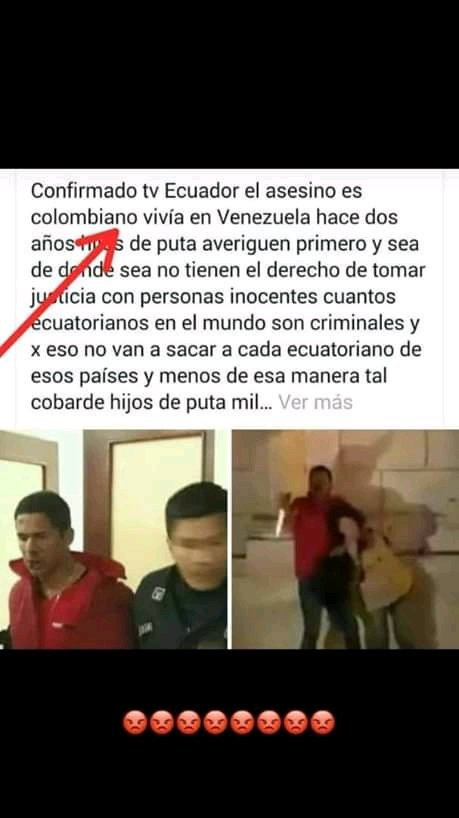 Confirmado tv Ecuador el asesino es
colombiano vivía en Venezuela hace dos
años hijos de puta averiguen primero y sea
de donde sea no tienen el derecho de tomar
justicia con personas inocentes cuantos
ecuatorianos en el mundo son criminales y
x eso no van a sacar a cada ecuatoriano de
esos países y menos de esa manera tal
cobarde hijos de puta mil... Ver más